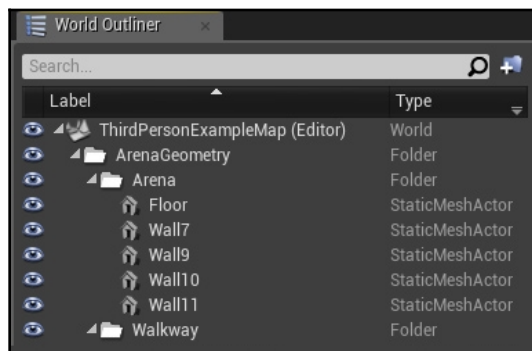 World Outliner
Search...
Label Type
ThirdPersonExampleMap (Editor) World
ArenaGeometry Folder
Arena Folder
Floor StaticMeshActor
Wall7 StaticMeshActor
Wall9 StaticMeshActor
Wall10 StaticMeshActor
Wall11 StaticMeshActor
Walkway Folder